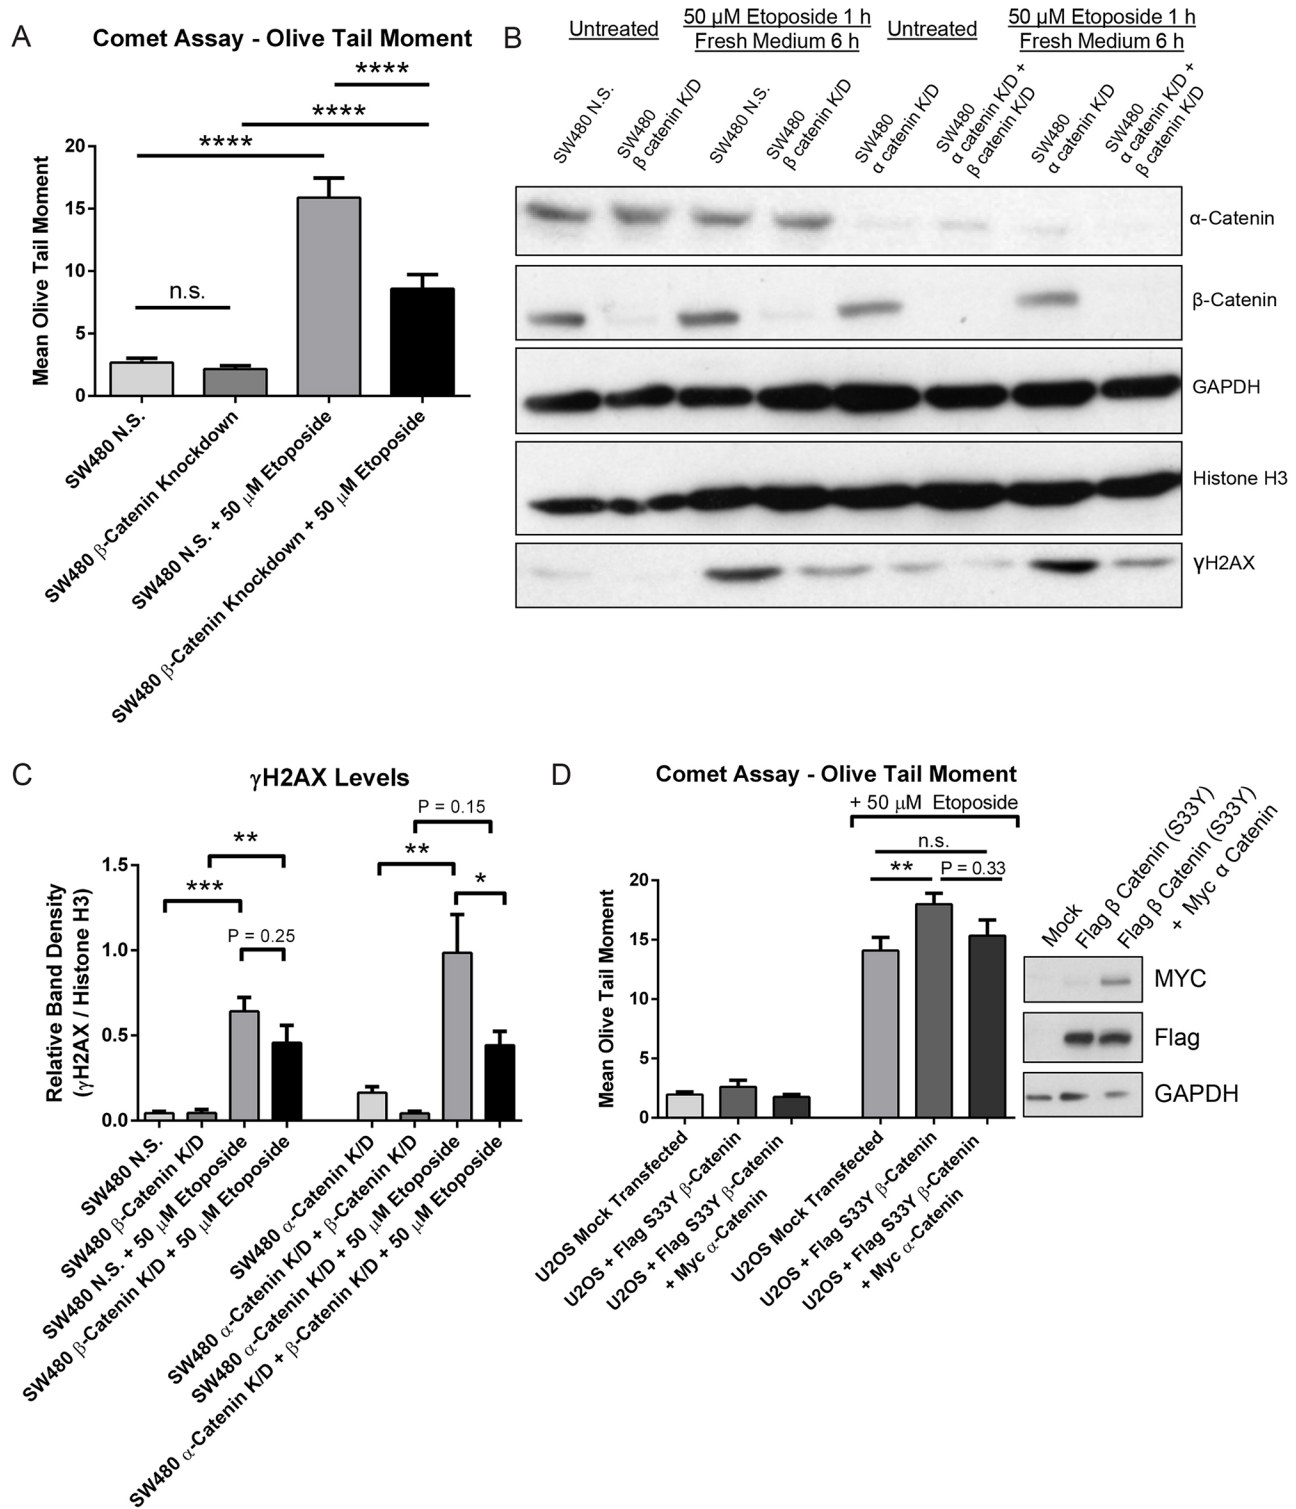 A
Comet Assay - Olive Tail Moment
****
****
****
n.s.
Mean Olive Tail Moment
20
15
10
5
0
SW480 N.S.
SW480 β-Catenin Knockdown
SW480 N.S. + 50 μM Etoposide
SW480 β-Catenin Knockdown + 50 μM Etoposide
B
Untreated
50 μM Etoposide 1 h
Fresh Medium 6 h
Untreated
50 μM Etoposide 1 h
Fresh Medium 6 h
SW480 N.S.
SW480
β catenin K/D
SW480 N.S.
SW480
β catenin K/D
SW480
α catenin K/D
SW480
α catenin K/D +
β catenin K/D
SW480
α catenin K/D
SW480
α catenin K/D +
β catenin K/D
α-Catenin
β-Catenin
GAPDH
Histone H3
γH2AX
C
γH2AX Levels
P = 0.15
**
**
***
*
P = 0.25
Relative Band Density
(γH2AX / Histone H3)
1.5
1.0
0.5
0.0
SW480 N.S.
SW480 β-Catenin K/D
SW480 N.S. + 50 μM Etoposide
SW480 β-Catenin K/D + 50 μM Etoposide
SW480 α-Catenin K/D
SW480 α-Catenin K/D + β-Catenin K/D
SW480 α-Catenin K/D + 50 μM Etoposide
SW480 α-Catenin K/D + β-Catenin K/D + 50 μM Etoposide
D
Comet Assay - Olive Tail Moment
+ 50 μM Etoposide
n.s.
**
P = 0.33
Mean Olive Tail Moment
20
15
10
5
0
U2OS Mock Transfected
U2OS + Flag S33Y β-Catenin
U2OS + Flag S33Y β-Catenin
+ Myc α-Catenin
U2OS Mock Transfected
U2OS + Flag S33Y β-Catenin
U2OS + Flag S33Y β-Catenin
+ Myc α-Catenin
Mock
Flag β Catenin (S33Y)
Flag β Catenin (S33Y)
+ Myc α Catenin
MYC
Flag
GAPDH